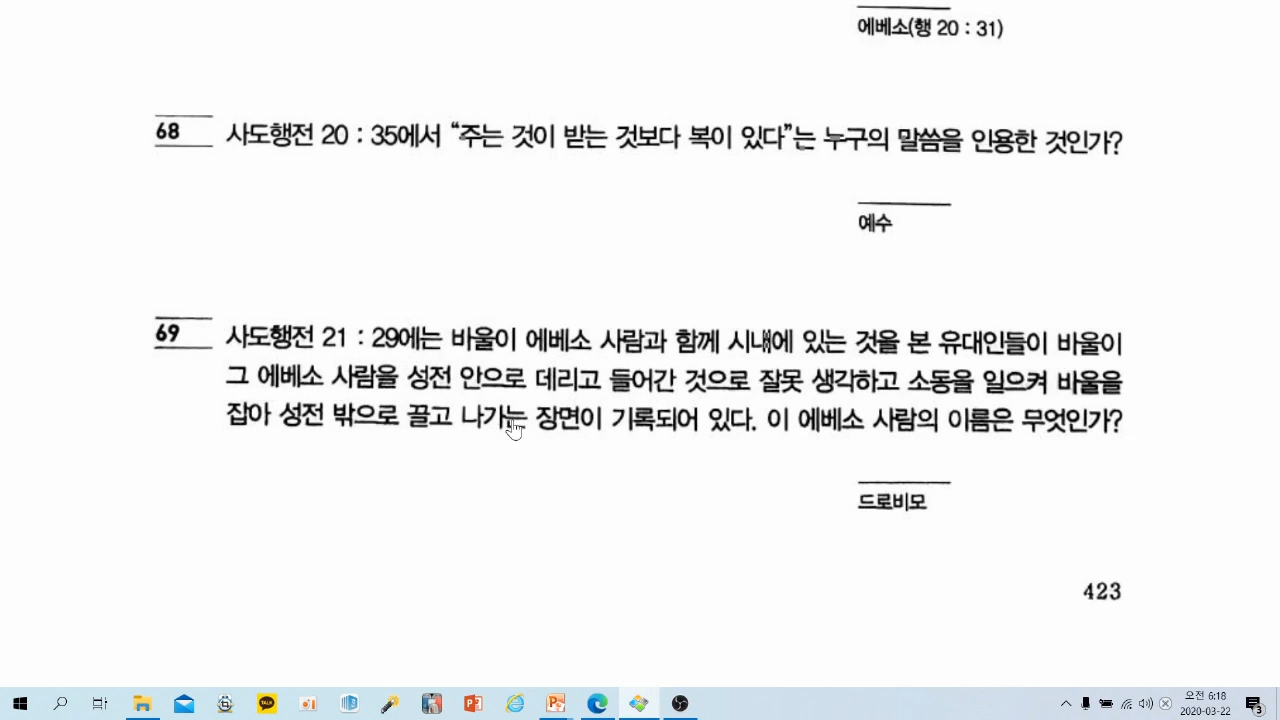 에베소(행 20 : 31)
68 사도행전 20 : 35에서 “주는 것이 받는 것보다 복이 있다”는 누구의 말씀을 인용한 것인가?
예수
69 사도행전 21 : 29에는 바울이 에베소 사람과 함께 시내에 있는 것을 본 유대인들이 바울이
그 에베소 사람을 성전 안으로 데리고 들어간 것으로 잘못 생각하고 소동을 일으켜 바울을
잡아 성전 밖으로 끌고 나가는 장면이 기록되어 있다. 이 에베소 사람의 이름은 무엇인가?
드로비모
423
TALK
오전 6:18
2020-03-22
3